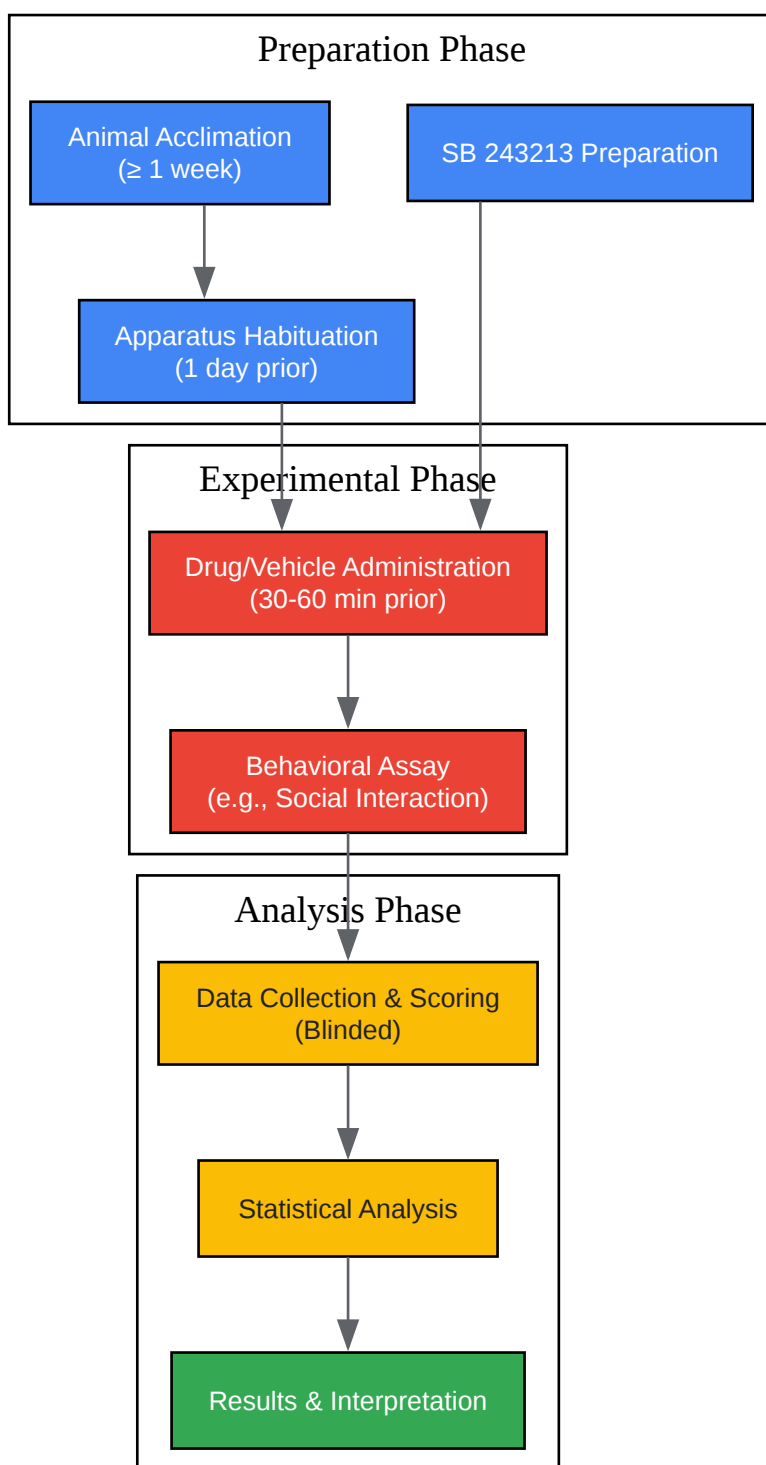 Preparation Phase
Animal Acclimation
(≥ 1 week)
SB 243213 Preparation
Apparatus Habituation
(1 day prior)
Experimental Phase
Drug/Vehicle Administration
(30-60 min prior)
Behavioral Assay
(e.g., Social Interaction)
Analysis Phase
Data Collection & Scoring
(Blinded)
Statistical Analysis
Results & Interpretation